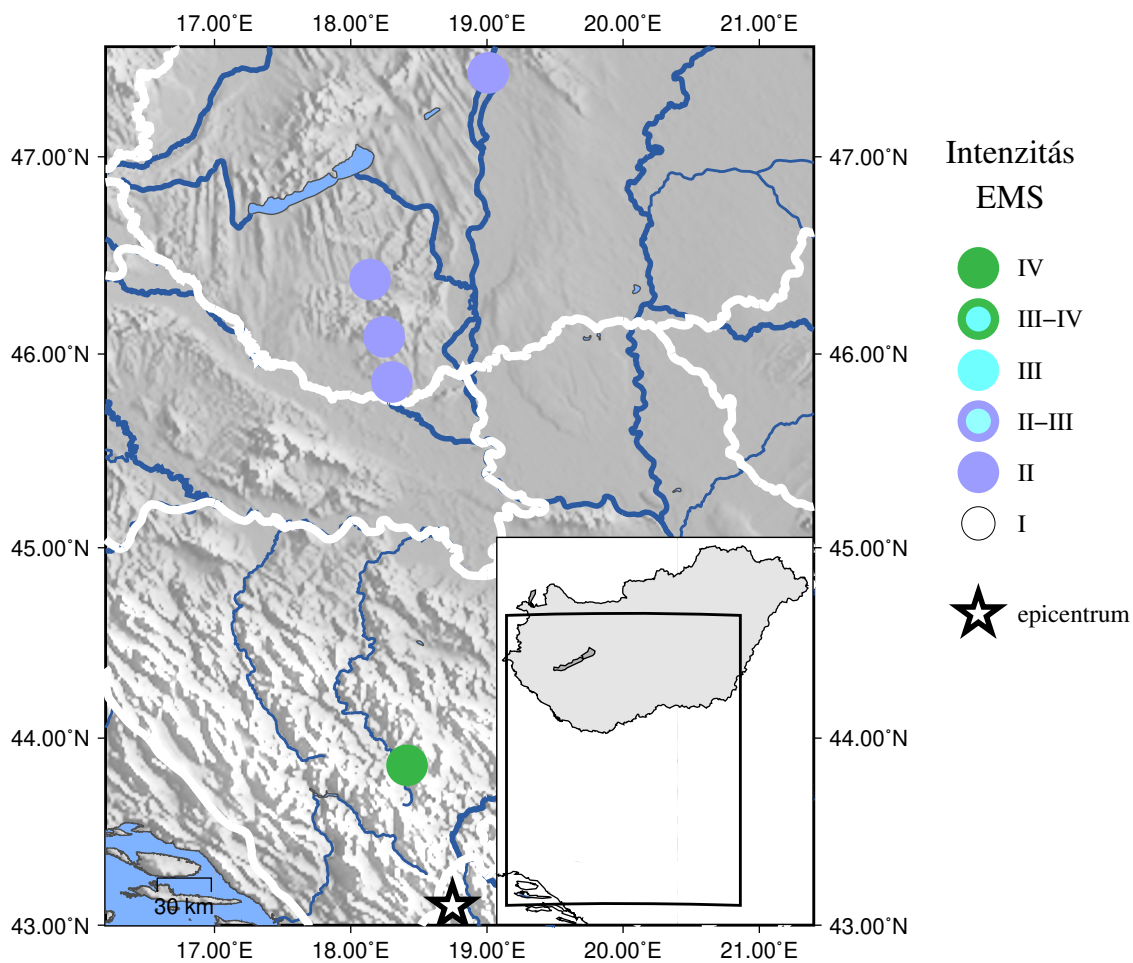 17.00˚E 18.00˚E 19.00˚E 20.00˚E 21.00˚E
47.00˚N 47.00˚N
46.00˚N 46.00˚N
45.00˚N 45.00˚N
44.00˚N 44.00˚N
43.00˚N 43.00˚N
30 km
17.00˚E 18.00˚E 19.00˚E 20.00˚E 21.00˚E
Intenzitás
EMS
IV
III−IV
III
II−III
II
I
epicentrum